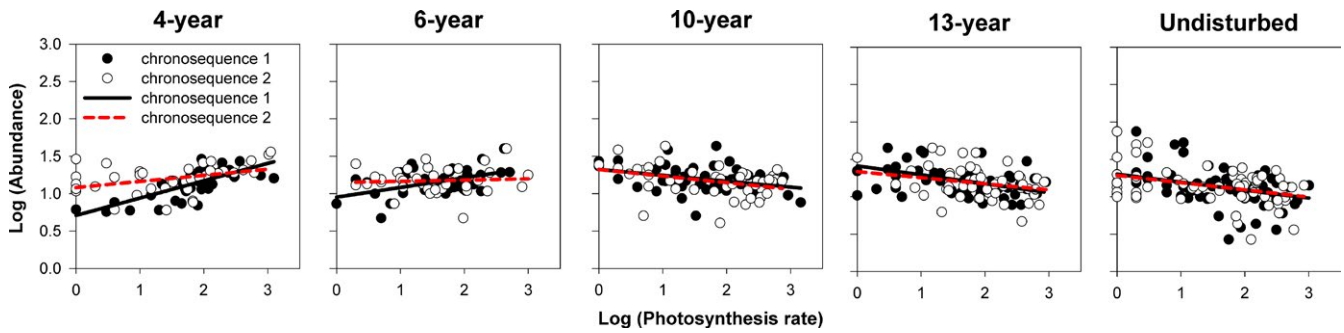 4-year 6-year 10-year 13-year Undisturbed
Log (Abundance)
3.0
2.5
2.0
1.5
1.0
0.5
0.0
chronosequence 1
chronosequence 2
chronosequence 1
chronosequence 2
0 1 2 3 0 1 2 3 0 1 2 3 0 1 2 3 0 1 2 3
Log (Photosynthesis rate)